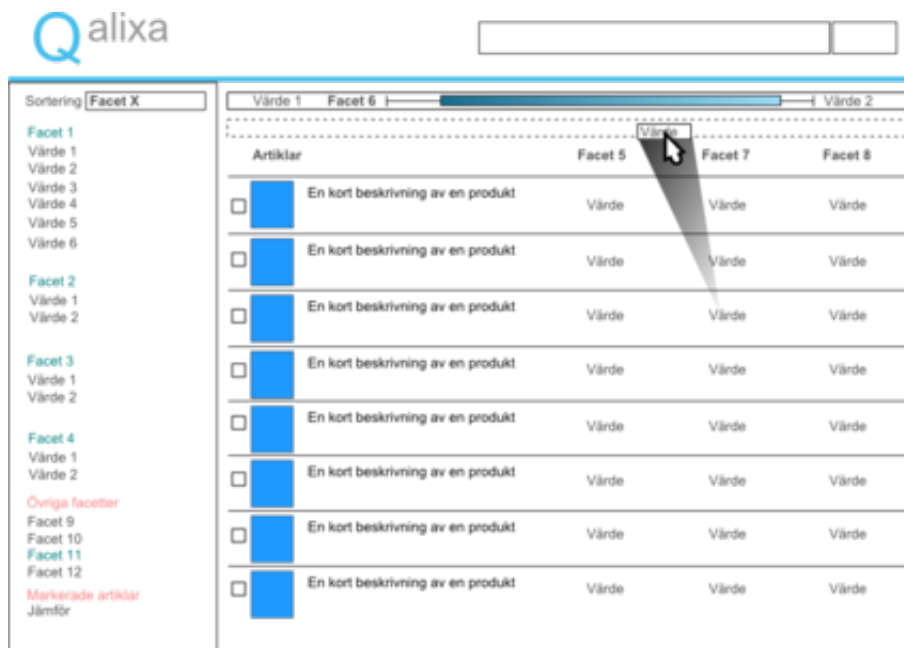 Qalixa
Sortering Facet X
Värde 1 Facet 6 Värde 2
Värde
Facet 1
Värde 1
Värde 2
Värde 3
Värde 4
Värde 5
Värde 6
Facet 2
Värde 1
Värde 2
Facet 3
Värde 1
Värde 2
Facet 4
Värde 1
Värde 2
Övriga facetter
Facet 9
Facet 10
Facet 11
Facet 12
Markerade artiklar
Jämför
Artiklar Facet 5 Facet 7 Facet 8
En kort beskrivning av en produkt Värde Värde Värde
En kort beskrivning av en produkt Värde Värde Värde
En kort beskrivning av en produkt Värde Värde Värde
En kort beskrivning av en produkt Värde Värde Värde
En kort beskrivning av en produkt Värde Värde Värde
En kort beskrivning av en produkt Värde Värde Värde
En kort beskrivning av en produkt Värde Värde Värde
En kort beskrivning av en produkt Värde Värde Värde